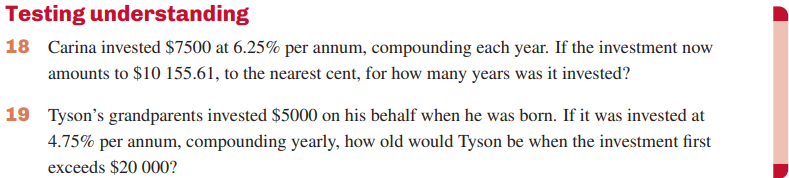 Testing understanding
18 Carina invested $7500 at 6.25% per annum, compounding each year. If the investment now
amounts to $10 155.61, to the nearest cent, for how many years was it invested?
19 Tyson’s grandparents invested $5000 on his behalf when he was born. If it was invested at
4.75% per annum, compounding yearly, how old would Tyson be when the investment first
exceeds $20 000?